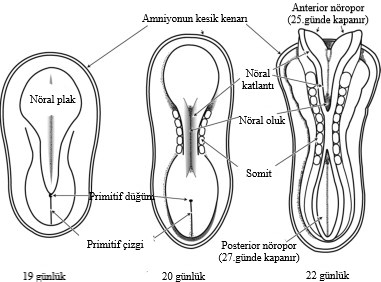 Amniyonun kesik kenarı
Anterior nöropor
(25.günde kapanır)
Nöral plak
Nöral
katlantı
Nöral oluk
Somit
Primitif düğüm
Primitif çizgi
Posterior nöropor
(27.günde kapanır)
19 günlük
20 günlük
22 günlük